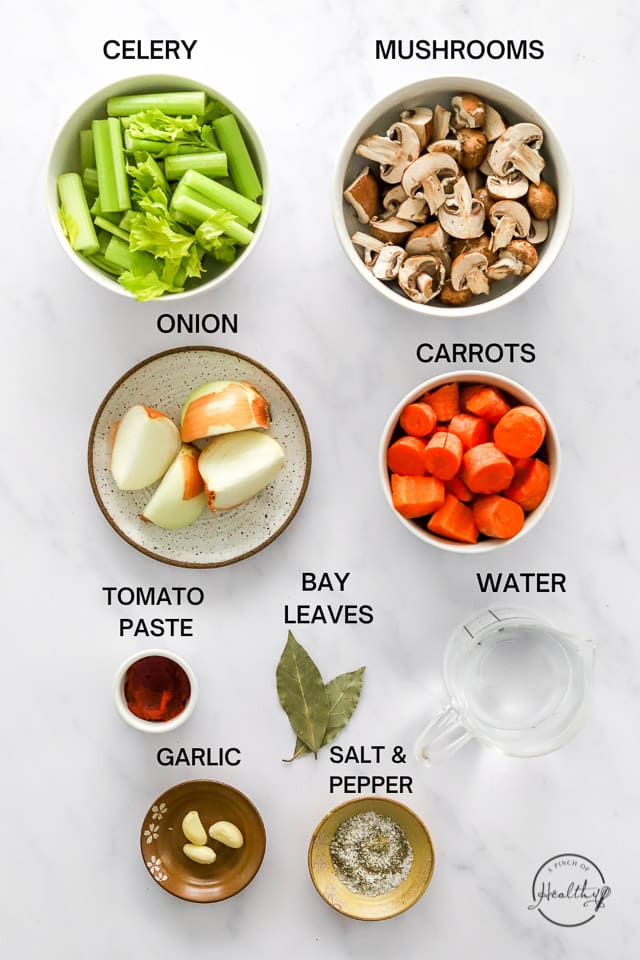 CELERY
MUSHROOMS
ONION
CARROTS
TOMATO
PASTE
BAY
LEAVES
WATER
GARLIC
SALT &
PEPPER
A PINCH OF
Healthy